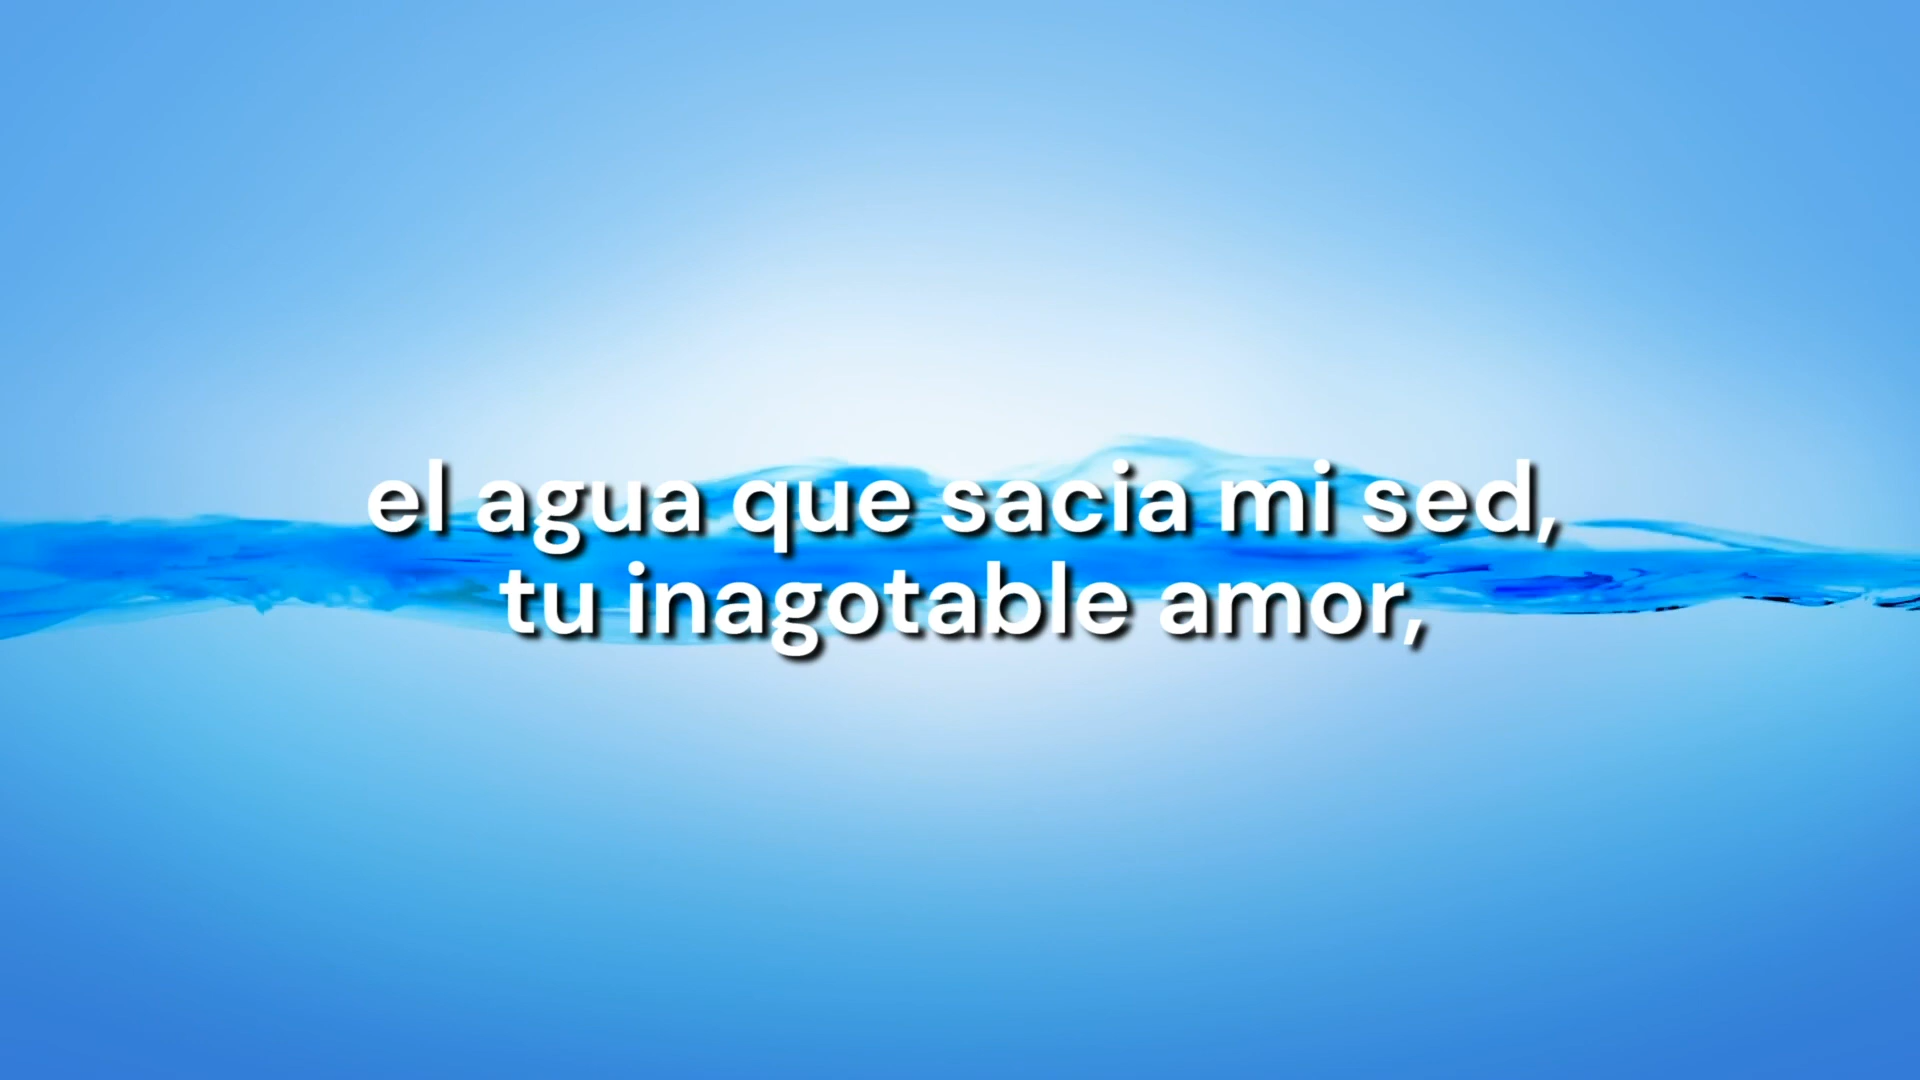 el agua que sacia mi sed,
tu inagotable amor,